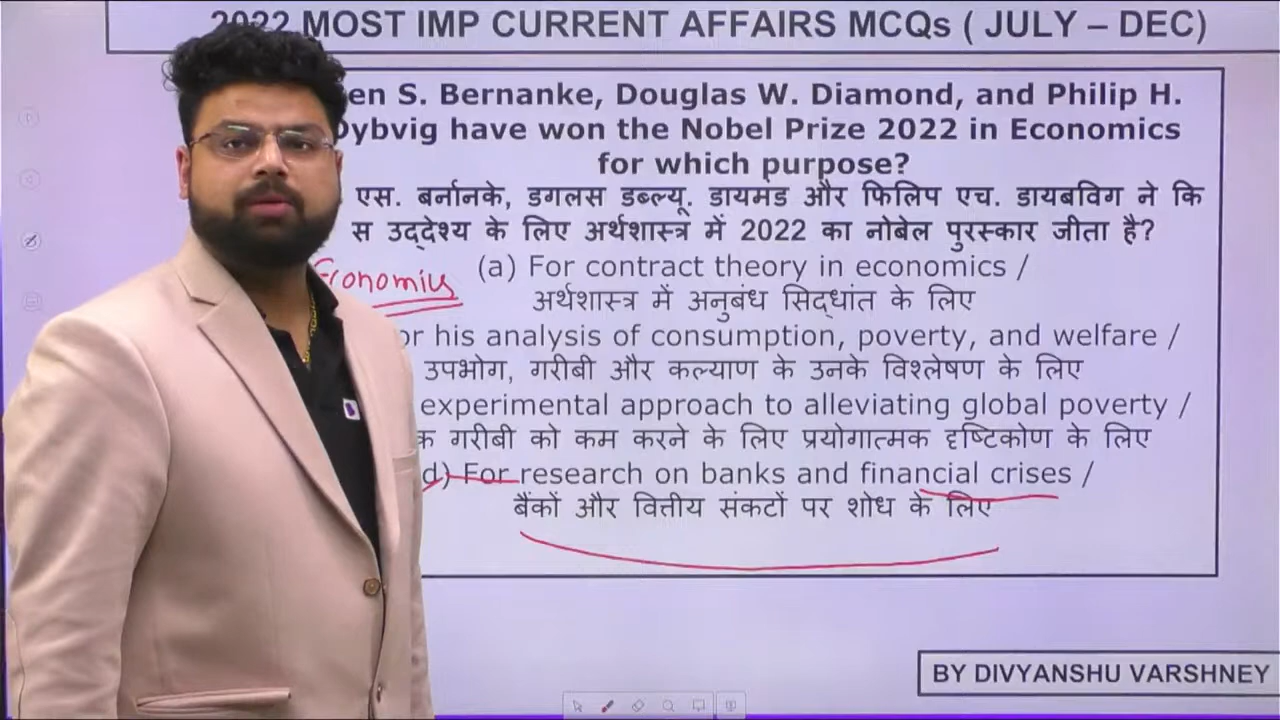 2022 MOST IMP CURRENT AFFAIRS MCQs ( JULY – DEC)
en S. Bernanke, Douglas W. Diamond, and Philip H.
Dybvig have won the Nobel Prize 2022 in Economics
for which purpose?
एस. बर्नानके, डगलस डब्ल्यू. डायमंड और फिलिप एच. डायबविग ने कि
स उद्देश्य के लिए अर्थशास्त्र में 2022 का नोबेल पुरस्कार जीता है?
Economics
(a) For contract theory in economics /
अर्थशास्त्र में अनुबंध सिद्धांत के लिए
or his analysis of consumption, poverty, and welfare /
उपभोग, गरीबी और कल्याण के उनके विश्लेषण के लिए
experimental approach to alleviating global poverty /
क गरीबी को कम करने के लिए प्रयोगात्मक दृष्टिकोण के लिए
d) For research on banks and financial crises /
बैंकों और वित्तीय संकटों पर शोध के लिए
BY DIVYANSHU VARSHNEY